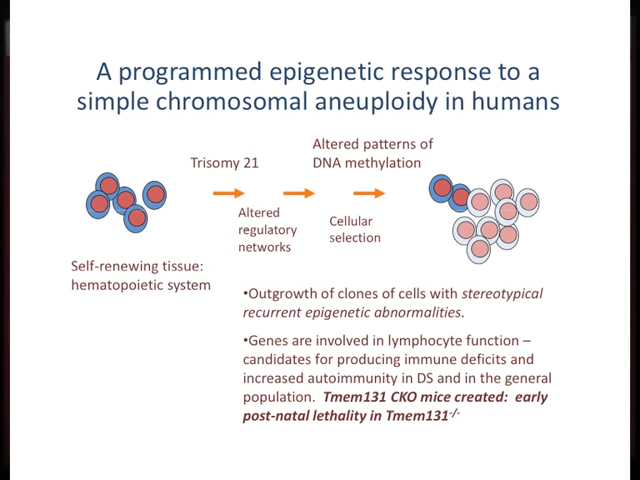 A programmed epigenetic response to a
simple chromosomal aneuploidy in humans
Altered patterns of
DNA methylation
Trisomy 21
Altered
regulatory
networks
Cellular
selection
Self-renewing tissue:
hematopoietic system
•Outgrowth of clones of cells with stereotypical
recurrent epigenetic abnormalities.
•Genes are involved in lymphocyte function –
candidates for producing immune deficits and
increased autoimmunity in DS and in the general
population.  Tmem131 CKO mice created:  early
post-natal lethality in Tmem131-/-